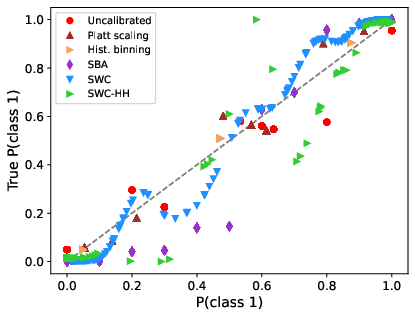 Uncalibrated
Platt scaling
Hist. binning
SBA
SWC
SWC-HH
True P(class 1)
1.0
0.8
0.6
0.4
0.2
0.0
0.0 0.2 0.4 0.6 0.8 1.0
P(class 1)